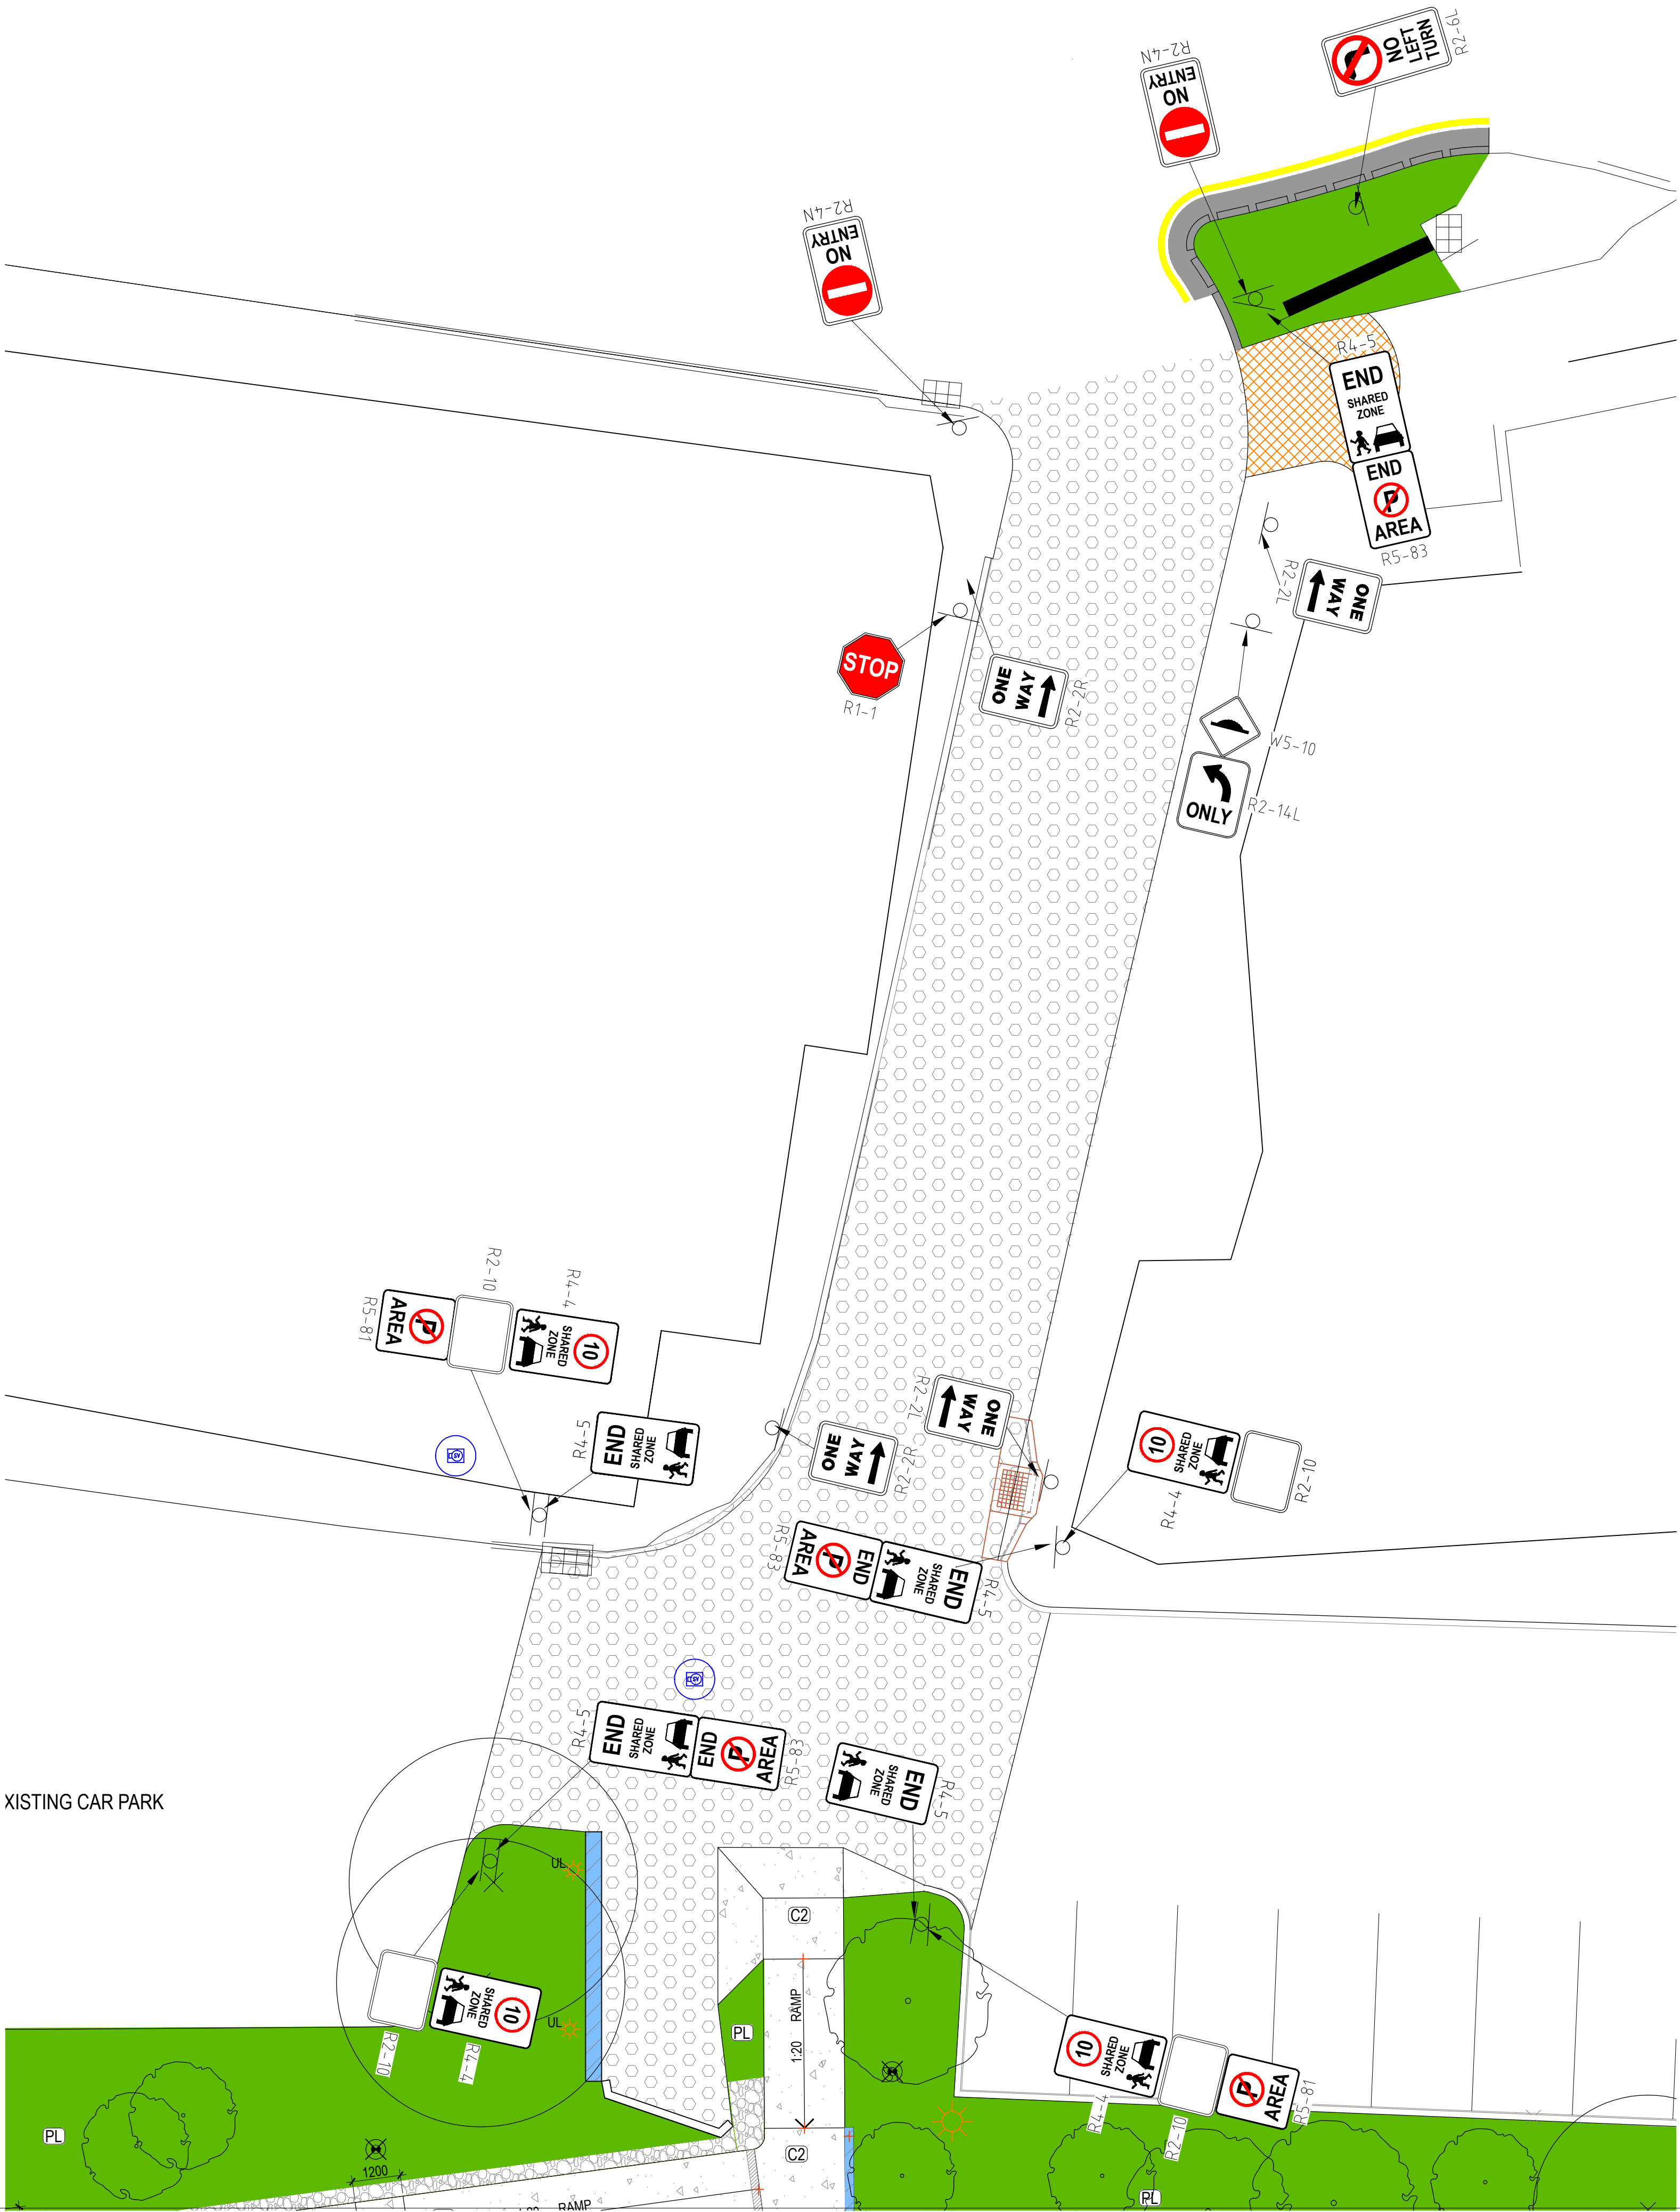 R2-6L
NO
LEFT
TURN
R2-4N
NO
ENTRY
R2-4N
NO
ENTRY
R4-5
END
SHARED
ZONE
END
P
AREA
R5-83
R2-2L
ONE
WAY
STOP
R1-1
ONE
WAY
R2-2R
W5-10
ONLY
R2-14L
R2-10
R4-4
R5-81
P
AREA
10
SHARED
ZONE
R4-5
END
SHARED
ZONE
R2-2L
ONE
WAY
ONE
WAY
R2-2R
10
SHARED
ZONE
R4-4
R2-10
R5-83
END
P
AREA
END
SHARED
ZONE
R4-5
SV
SV
R4-5
END
SHARED
ZONE
END
P
AREA
R5-83
END
SHARED
ZONE
R4-5
XISTING CAR PARK
UL
UL
C2
1:20 RAMP
PL
C2
R2-10
10
SHARED
ZONE
R4-4
10
SHARED
ZONE
R4-4
R2-10
P
AREA
R5-81
PL
1200
RAMP
PL